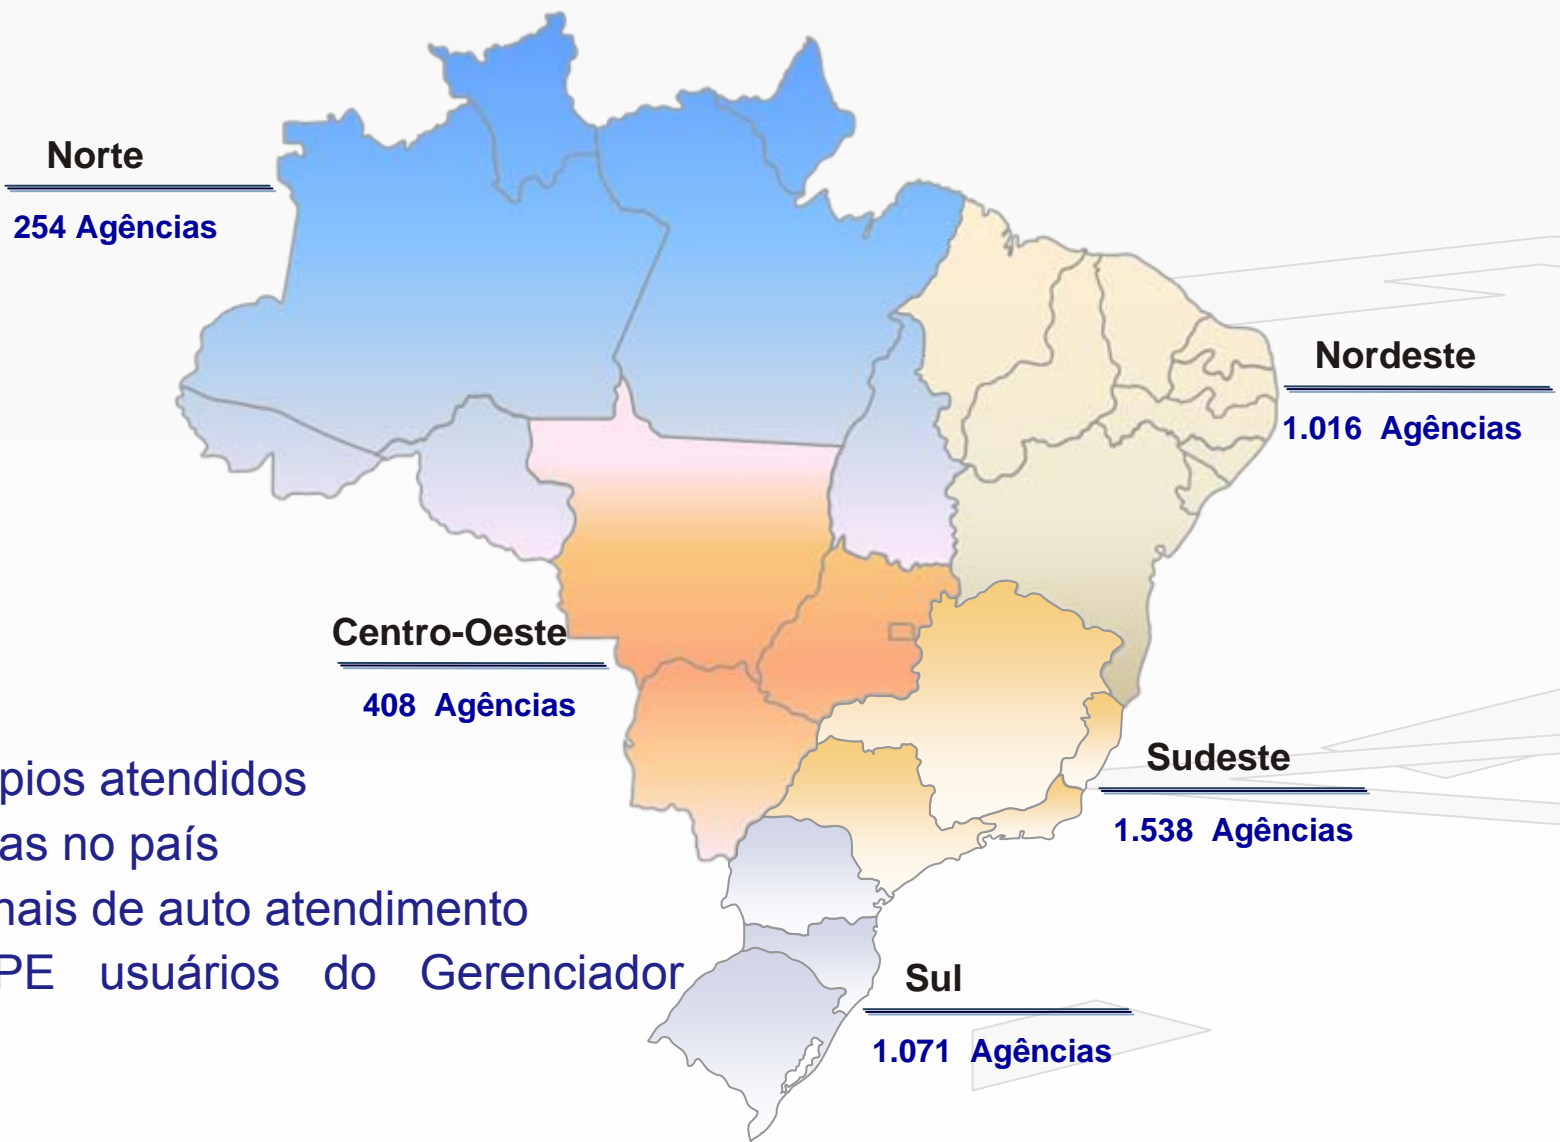 Norte
254 Agências
Nordeste
1.016 Agências
Centro-Oeste
408 Agências
Sudeste
1.538 Agências
pios atendidos
as no país
nais de auto atendimento
PE usuários do Gerenciador
Sul
1.071 Agências